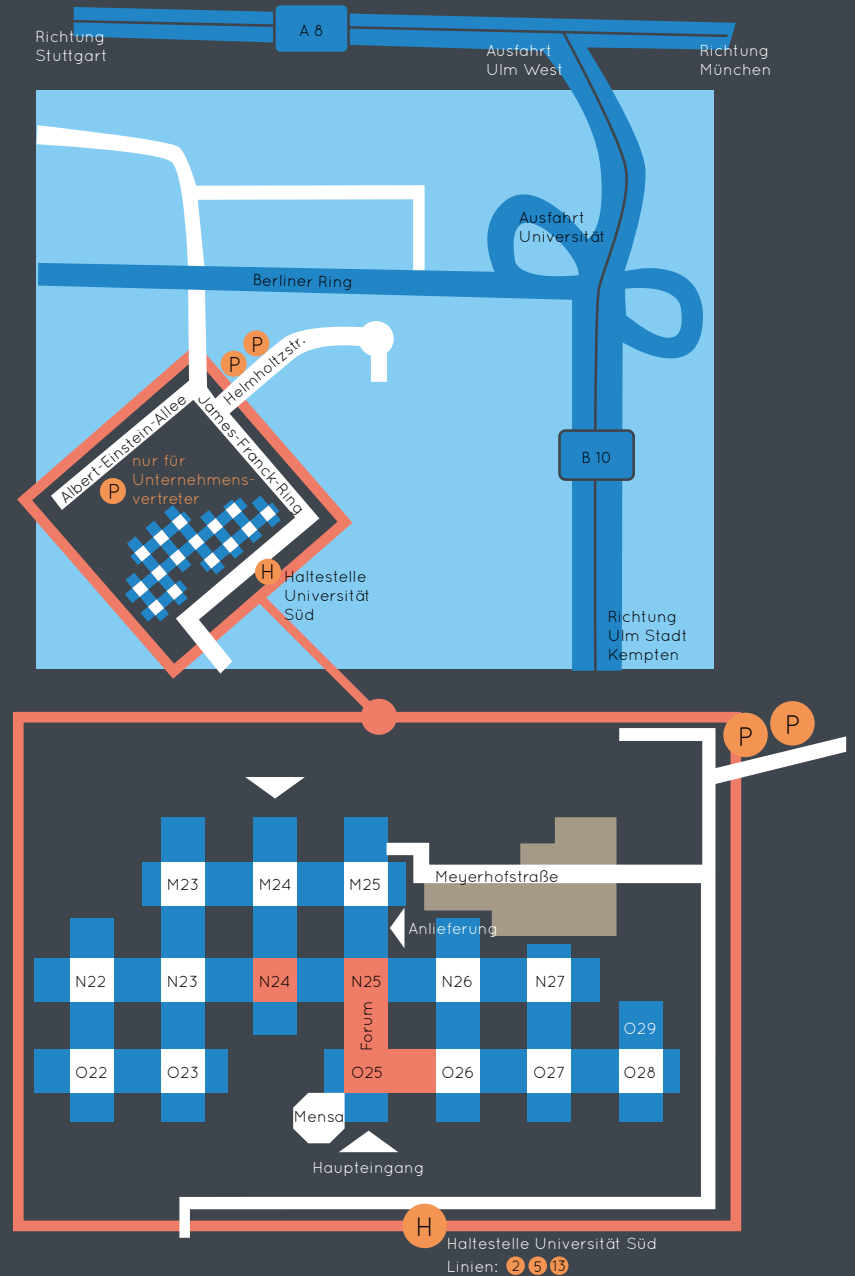 A 8
Richtung
Stuttgart
Ausfahrt
Ulm West
Richtung
München
Ausfahrt
Universität
Berliner Ring
P
P
Helmholtzstr.
Albert-Einstein-Allee
James-Franck-Ring
B 10
nur für
Unternehmens-
vertreter
P
H
Haltestelle
Universität
Süd
Richtung
Ulm Stadt
Kempten
P
P
M23
M24
M25
Meyerhofstraße
Anlieferung
N22
N23
N24
N25
N26
N27
Forum
O29
O22
O23
O25
O26
O27
O28
Mensa
Haupteingang
H
Haltestelle Universität Süd
Linien: 2 5 13